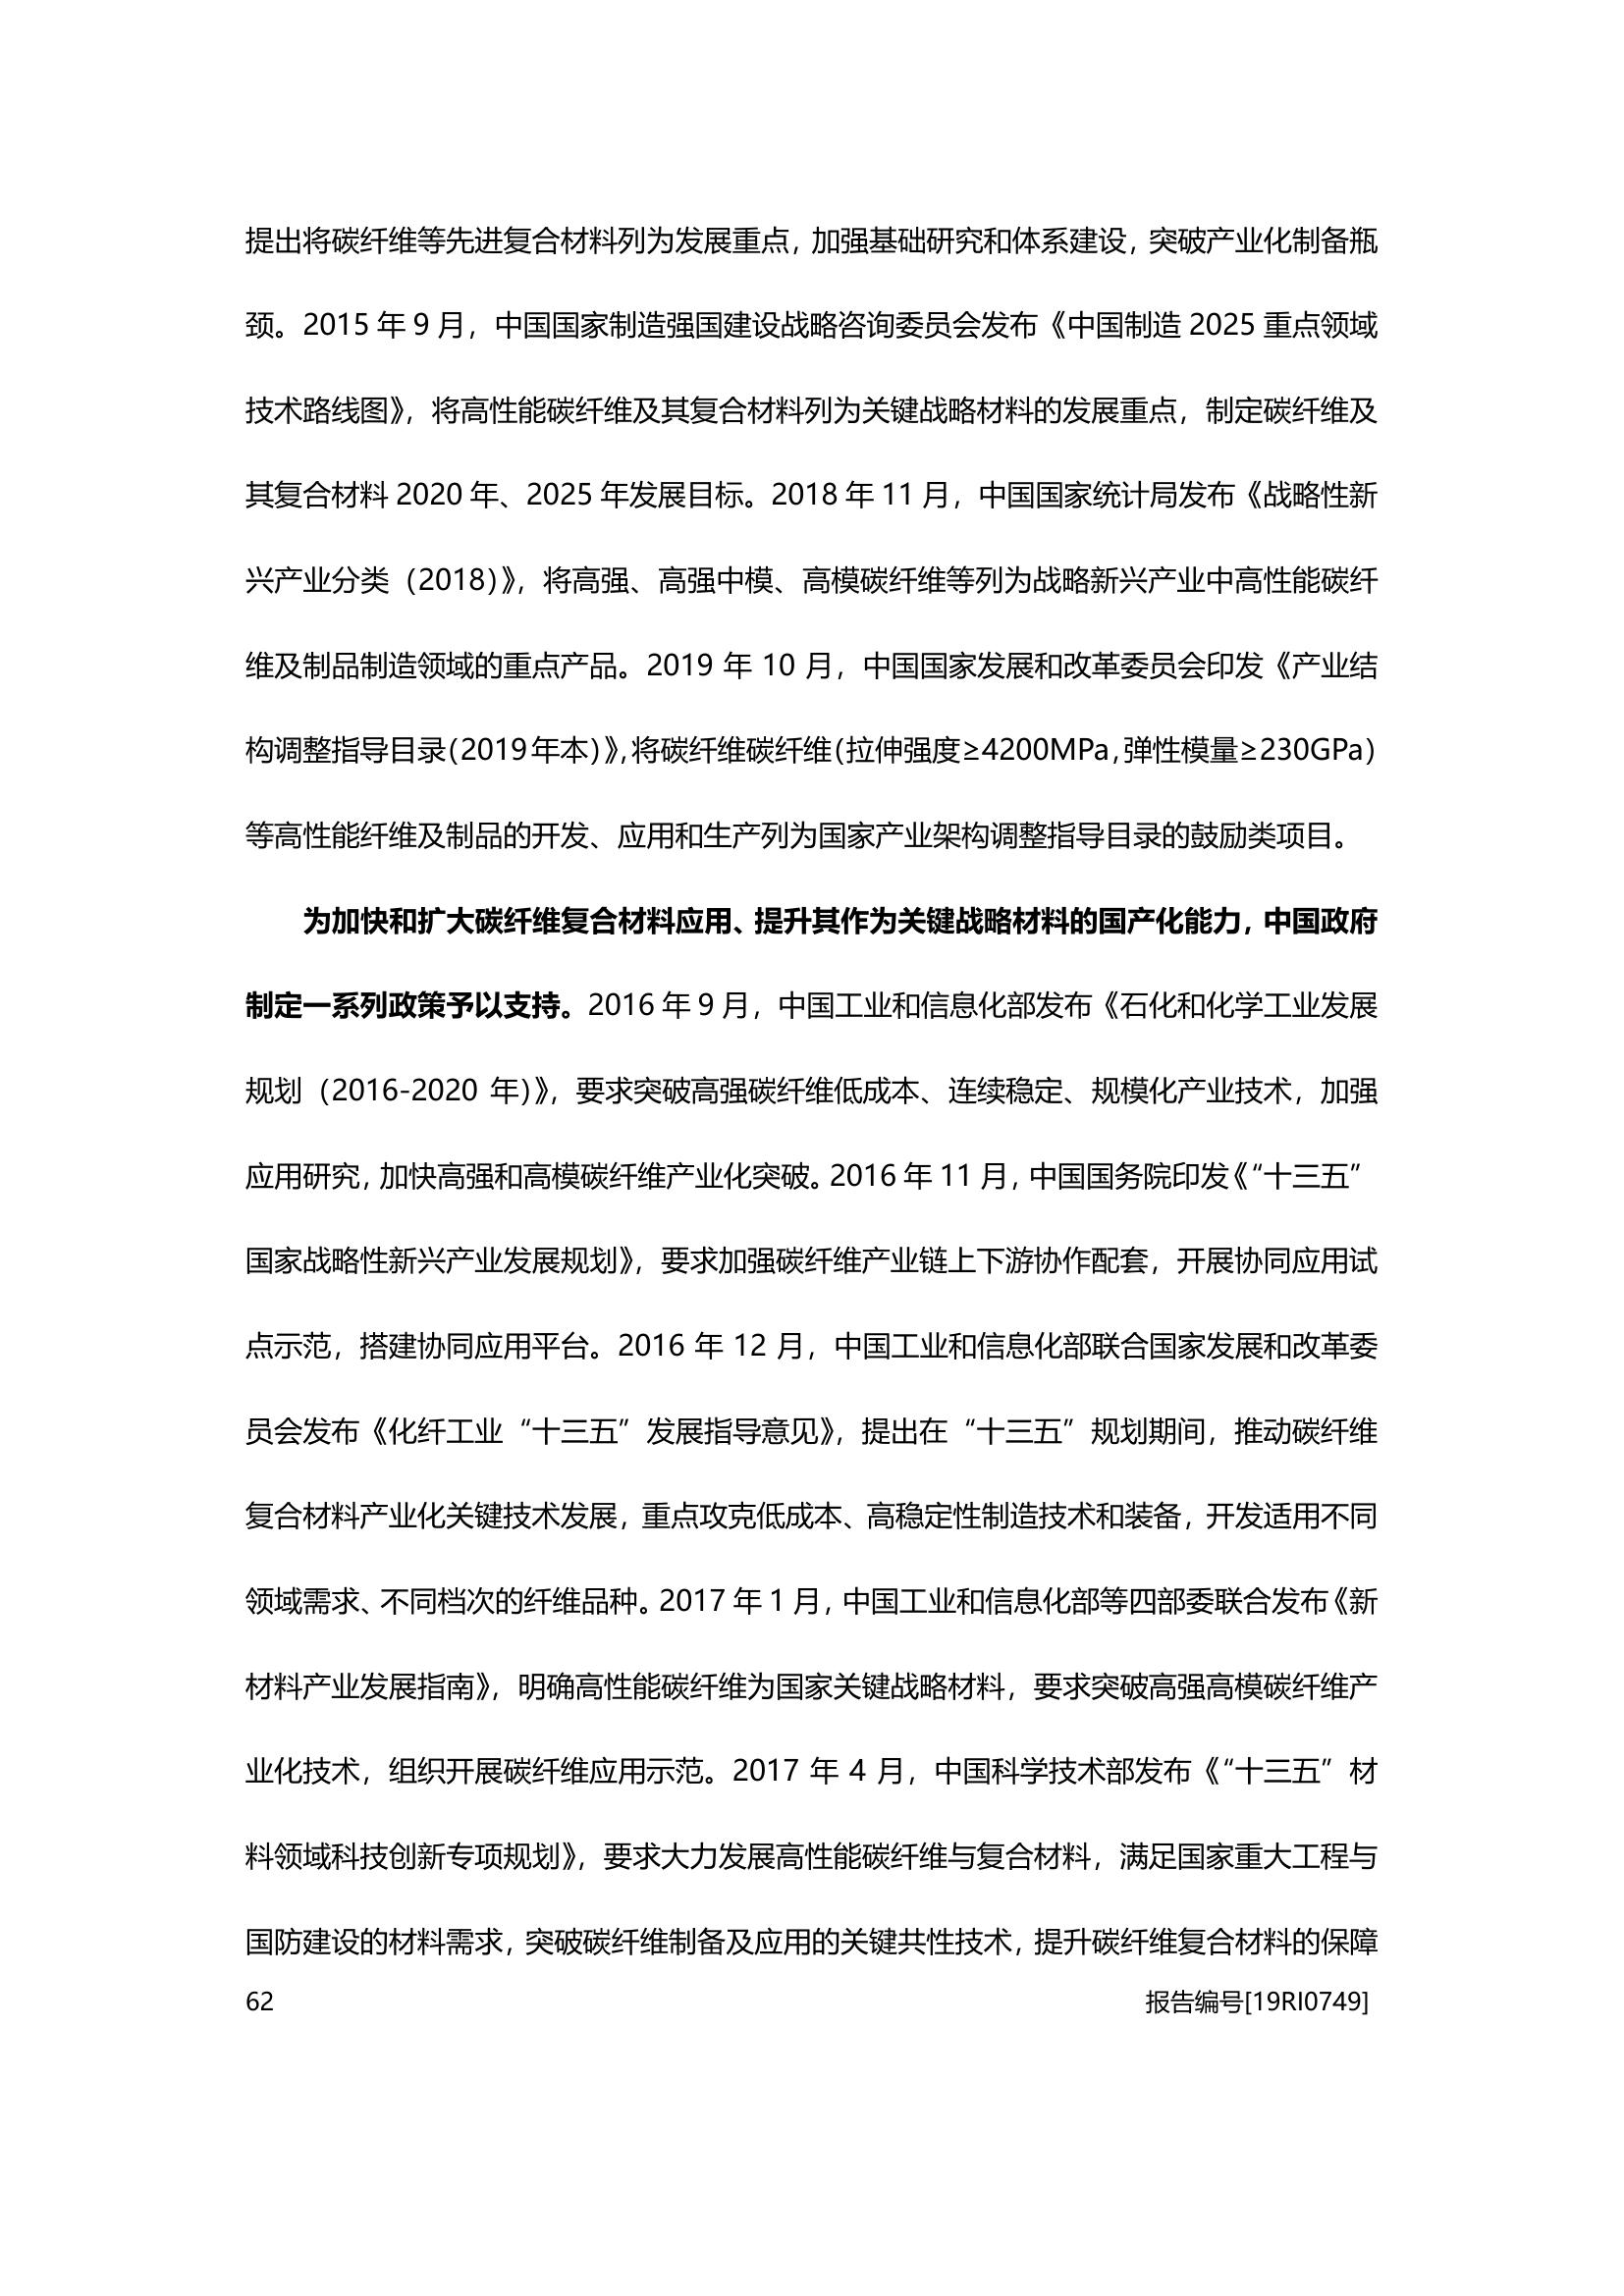 提出将碳纤维等先进复合材料列为发展重点，加强基础研究和体系建设，突破产业化制备瓶
颈。2015 年 9 月，中国国家制造强国建设战略咨询委员会发布《中国制造 2025 重点领域
技术路线图》，将高性能碳纤维及其复合材料列为关键战略材料的发展重点，制定碳纤维及
其复合材料 2020 年、2025 年发展目标。2018 年 11 月，中国国家统计局发布《战略性新
兴产业分类（2018）》，将高强、高强中模、高模碳纤维等列为战略新兴产业中高性能碳纤
维及制品制造领域的重点产品。2019 年 10 月，中国国家发展和改革委员会印发《产业结
构调整指导目录（2019 年本）》，将碳纤维碳纤维（拉伸强度≥4200MPa，弹性模量≥230GPa）
等高性能纤维及制品的开发、应用和生产列为国家产业架构调整指导目录的鼓励类项目。
为加快和扩大碳纤维复合材料应用、提升其作为关键战略材料的国产化能力，中国政府
制定一系列政策予以支持。2016 年 9 月，中国工业和信息化部发布《石化和化学工业发展
规划（2016-2020 年）》，要求突破高强碳纤维低成本、连续稳定、规模化产业技术，加强
应用研究，加快高强和高模碳纤维产业化突破。2016 年 11 月，中国国务院印发《“十三五”
国家战略性新兴产业发展规划》，要求加强碳纤维产业链上下游协作配套，开展协同应用试
点示范，搭建协同应用平台。2016 年 12 月，中国工业和信息化部联合国家发展和改革委
员会发布《化纤工业“十三五”发展指导意见》，提出在“十三五”规划期间，推动碳纤维
复合材料产业化关键技术发展，重点攻克低成本、高稳定性制造技术和装备，开发适用不同
领域需求、不同档次的纤维品种。2017 年 1 月，中国工业和信息化部等四部委联合发布《新
材料产业发展指南》，明确高性能碳纤维为国家关键战略材料，要求突破高强高模碳纤维产
业化技术，组织开展碳纤维应用示范。2017 年 4 月，中国科学技术部发布《“十三五”材
料领域科技创新专项规划》，要求大力发展高性能碳纤维与复合材料，满足国家重大工程与
国防建设的材料需求，突破碳纤维制备及应用的关键共性技术，提升碳纤维复合材料的保障
62 报告编号[19RI0749]